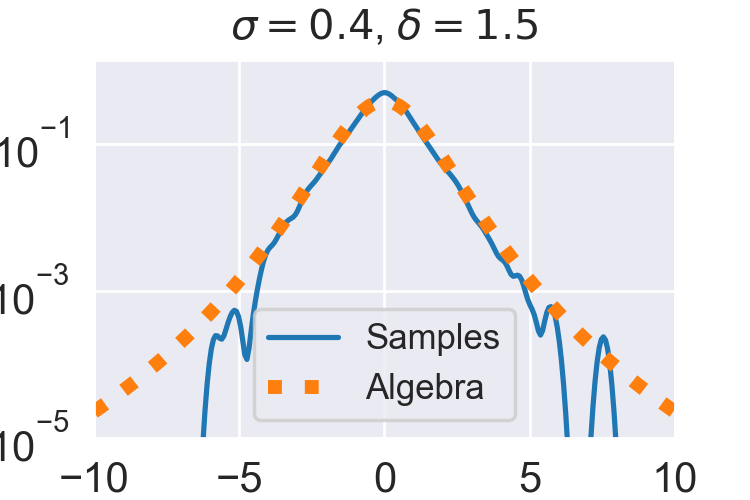 σ = 0.4, δ = 1.5
10⁻¹
10⁻³
10⁻⁵
Samples
Algebra
−10 −5 0 5 10